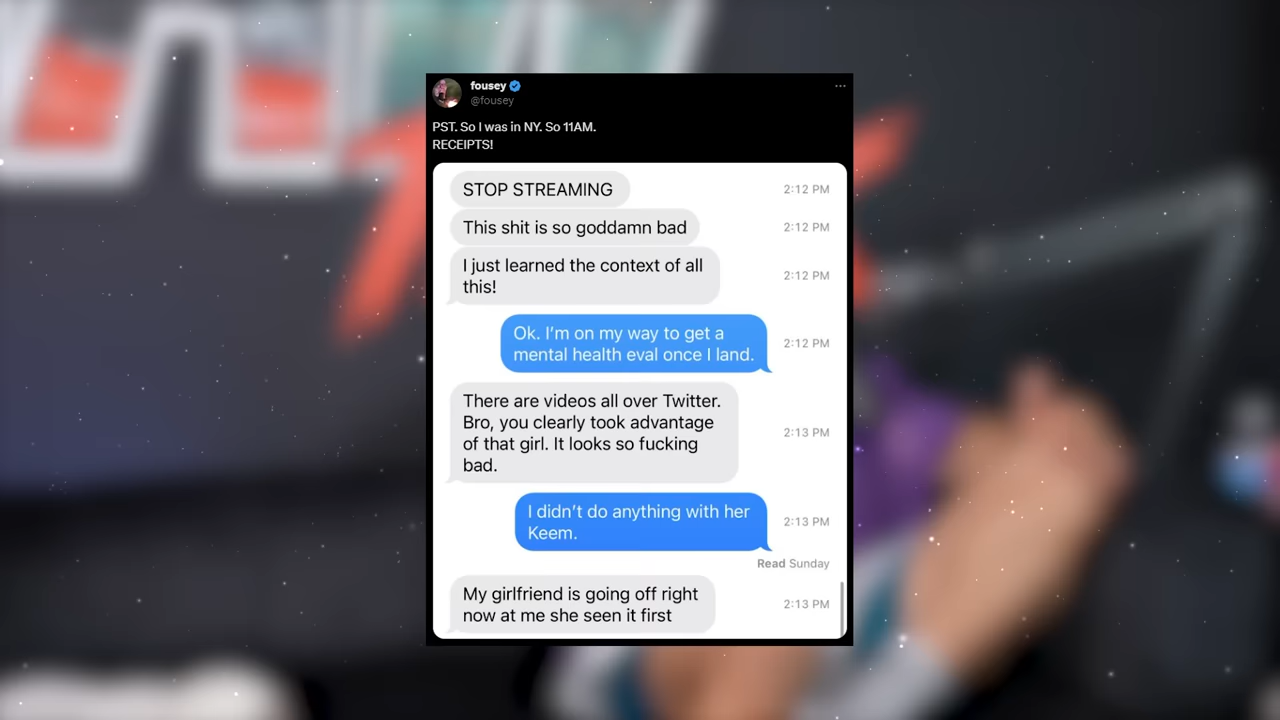 fousey
@fousey
PST. So I was in NY. So 11AM.
RECEIPTS!
STOP STREAMING
2:12 PM
This shit is so goddamn bad
2:12 PM
I just learned the context of all
this!
2:12 PM
Ok. I'm on my way to get a
mental health eval once I land.
2:12 PM
There are videos all over Twitter.
Bro, you clearly took advantage
of that girl. It looks so fucking
bad.
2:13 PM
I didn't do anything with her
Keem.
2:13 PM
Read Sunday
My girlfriend is going off right
now at me she seen it first
2:13 PM